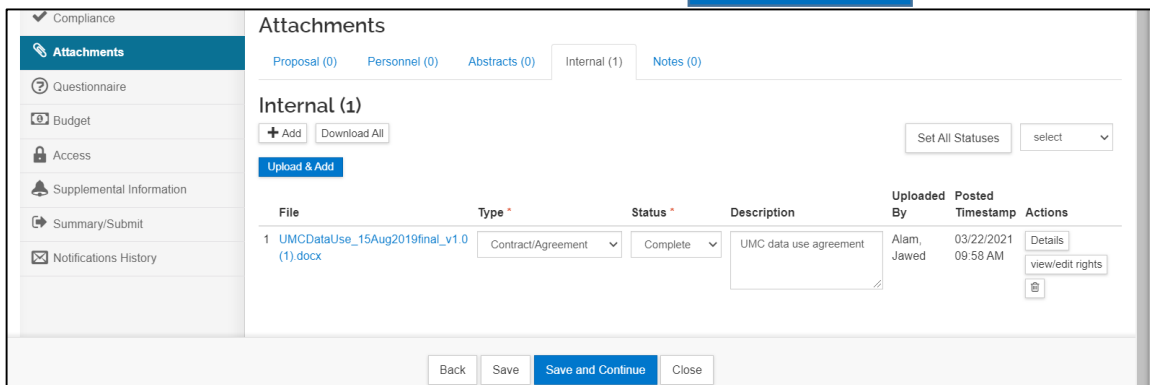 Compliance
Attachments
Questionnaire
Budget
Access
Supplemental Information
Summary/Submit
Notifications History
Attachments
Proposal (0) Personnel (0) Abstracts (0) Internal (1) Notes (0)
Internal (1)
+ Add Download All
Set All Statuses select
Upload & Add
File Type * Status * Description Uploaded By Posted Timestamp Actions
1 UMCDataUse_15Aug2019final_v1.0 Contract/Agreement Complete UMC data use agreement Alam, 03/22/2021 Details
(1).docx Jawed 09:58 AM view/edit rights
Back Save Save and Continue Close